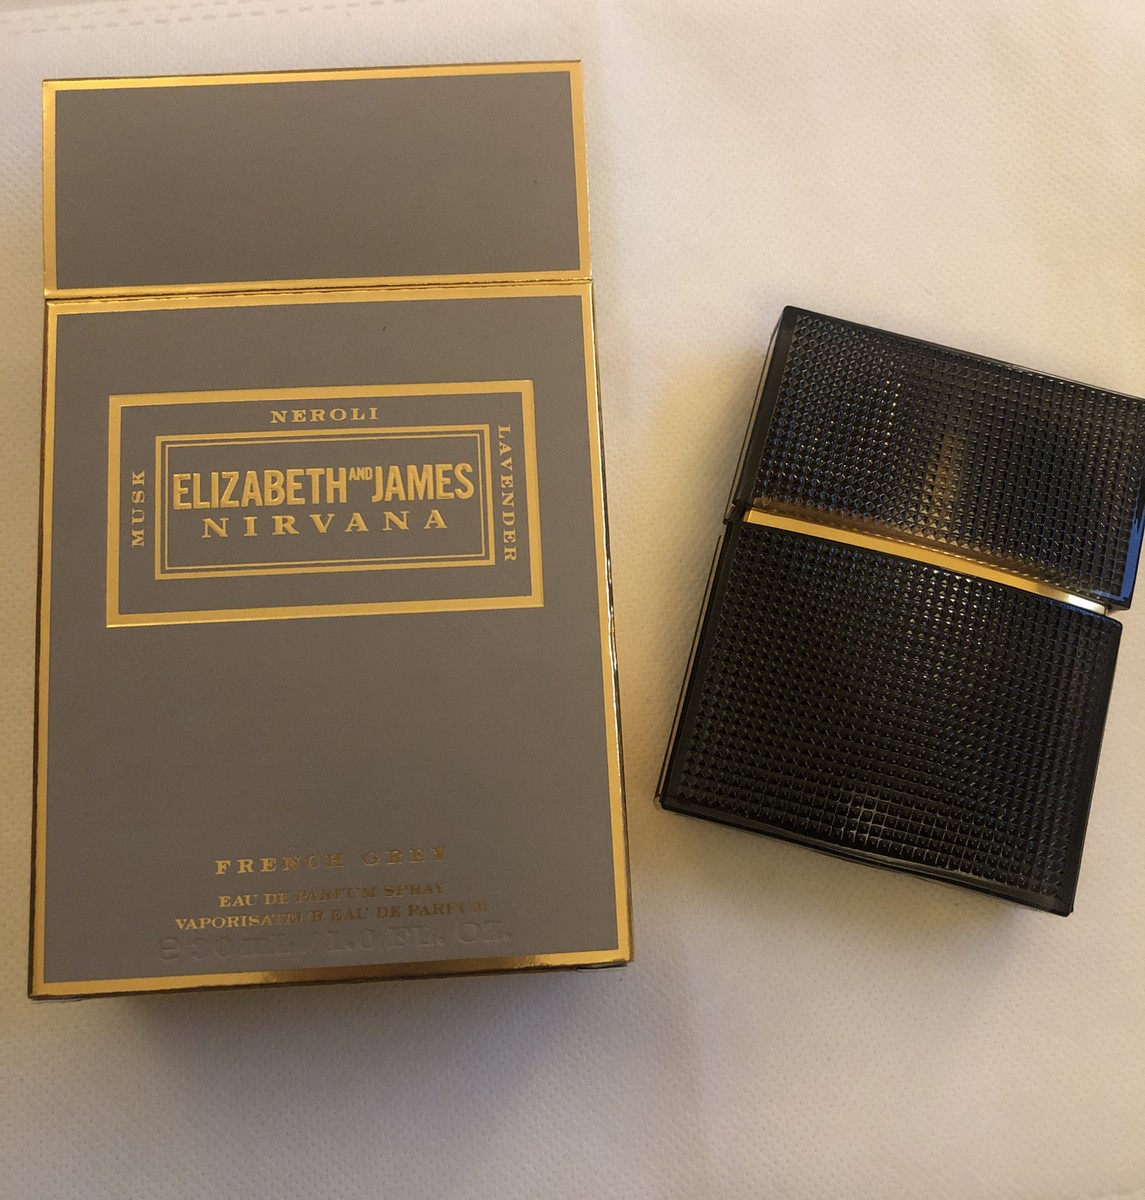 NEROLI
MUSK
ELIZABETH AND JAMES
NIRVANA
LAVENDER
FRENCH GREY
EAU DE PARFUM SPRAY
VAPORISATEUR EAU DE PARFUM
e 30 ml / 1.0 FL. OZ.